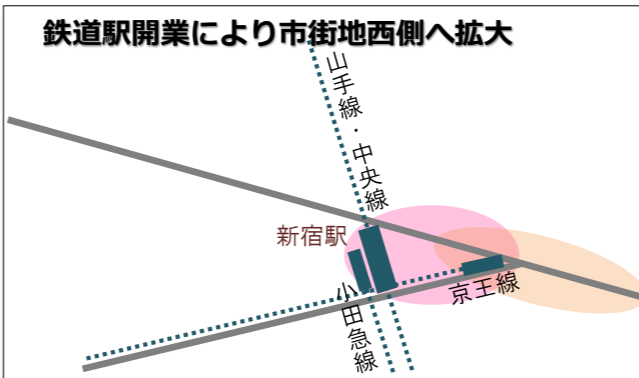 鉄道駅開業により市街地西側へ拡大
山手線・中央線
新宿駅
小田急線
京王線